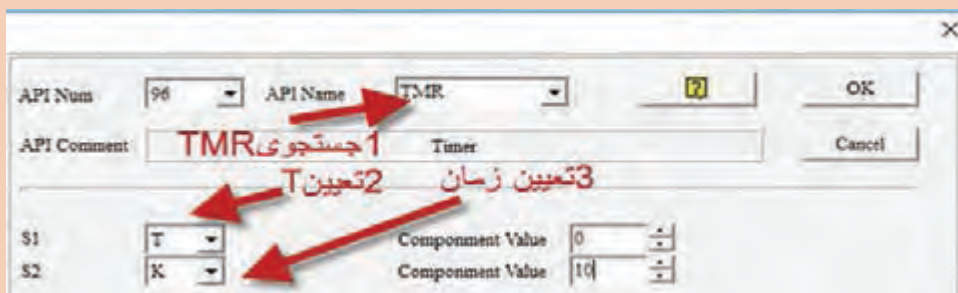 API Num 96 API Name TMR ? OK
API Comment Timer Cancel
1جستجوی TMR
2تعیین T
3تعیین زمان
S1 T Componment Value 0
S2 K Componment Value 10